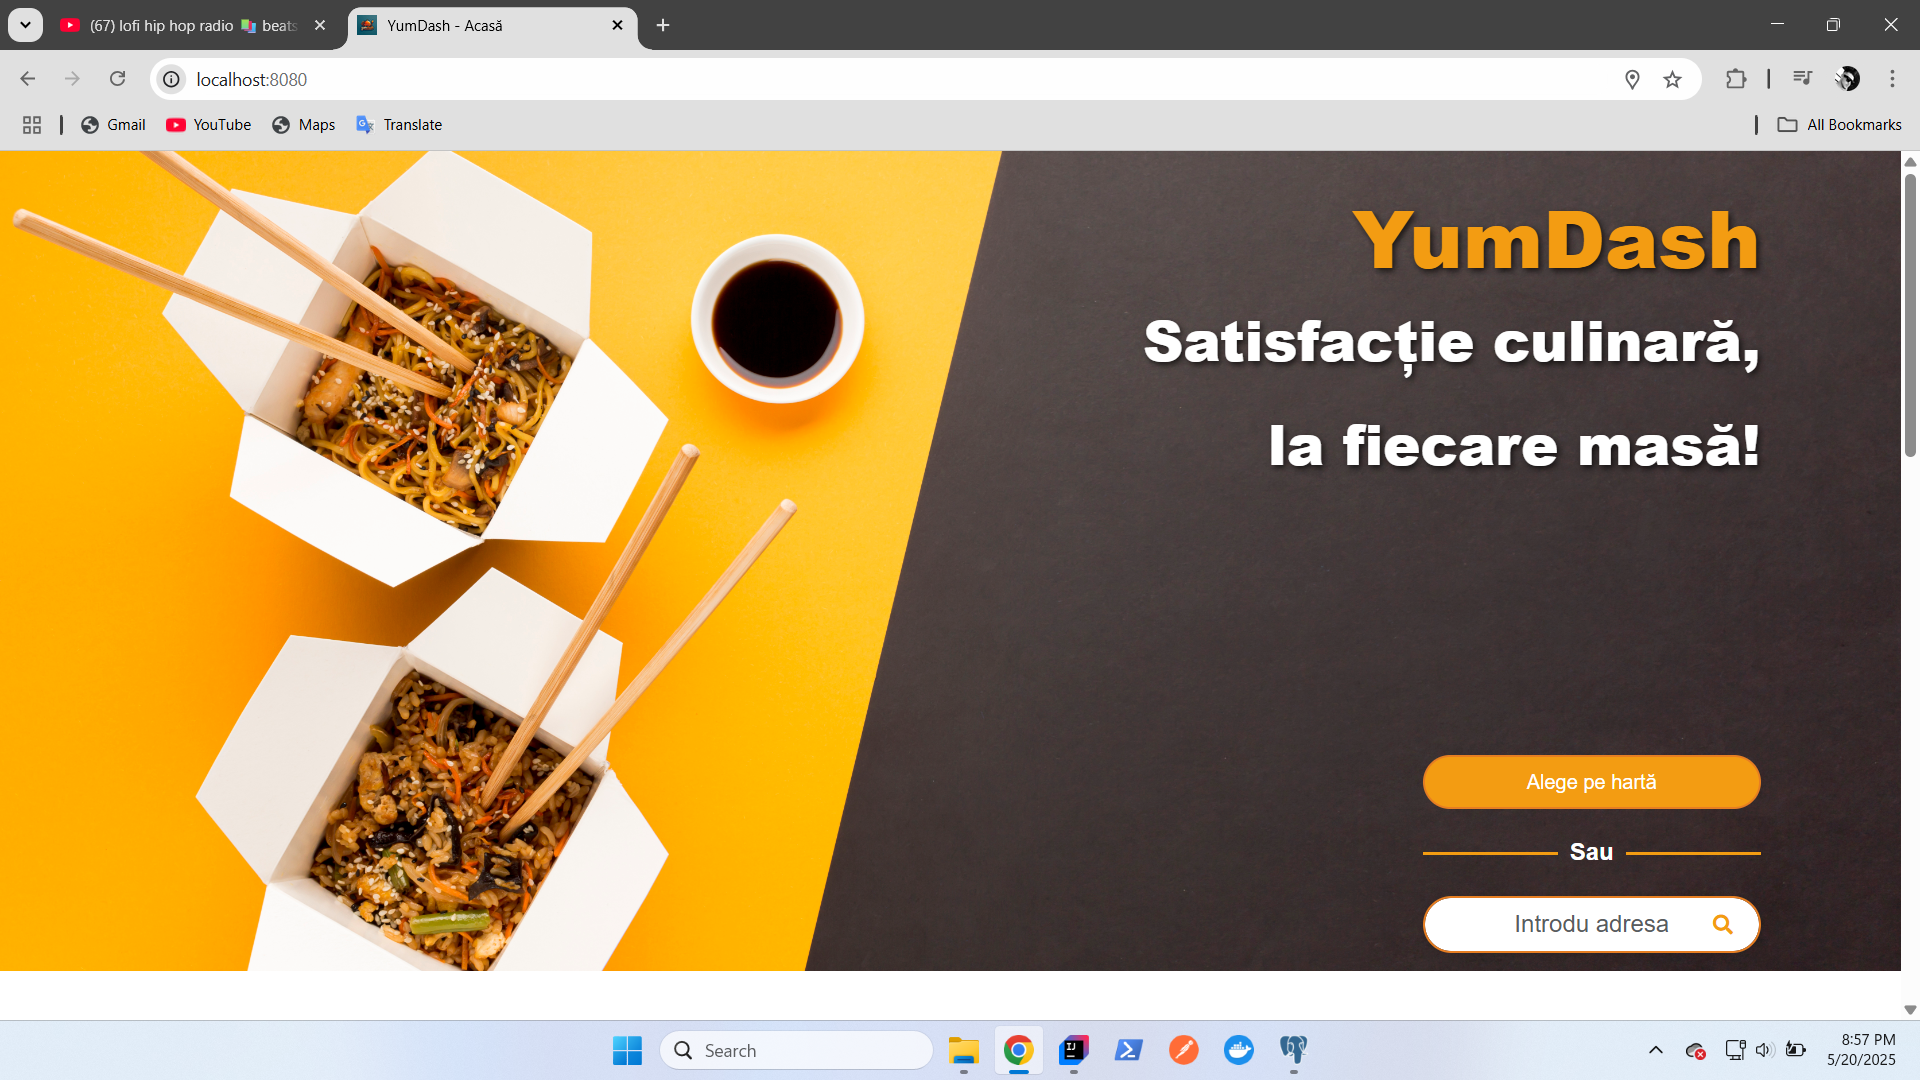 (67) lofi hip hop radio 📚 beats
YumDash - Acasă
localhost:8080
Gmail
YouTube
Maps
Translate
All Bookmarks
YumDash
Satisfacție culinară,
la fiecare masă!
Alege pe hartă
Sau
Introdu adresa
Search
8:57 PM
5/20/2025